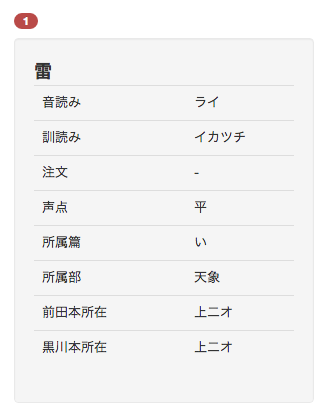 1
雷
音読み ライ
訓読み イカツチ
注文 -
声点 平
所属篇 い
所属部 天象
前田本所在 上二オ
黒川本所在 上二オ